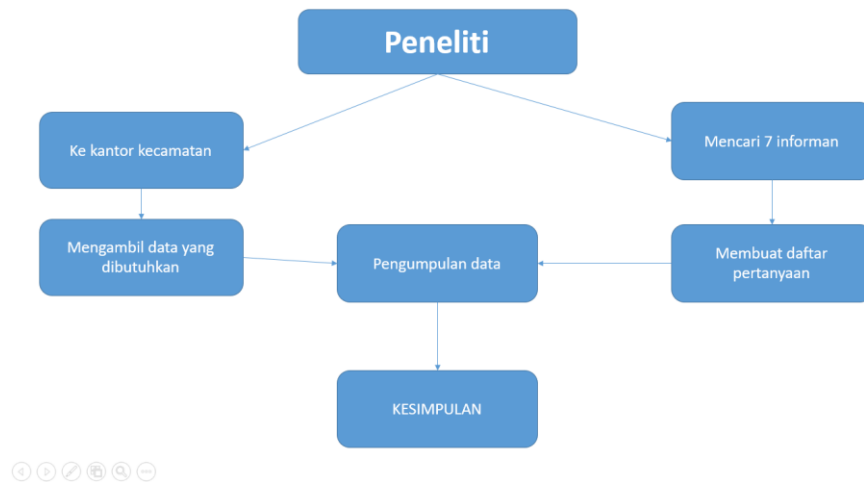 Peneliti
Ke kantor kecamatan
Mencari 7 informan
Mengambil data yang
dibutuhkan
Pengumpulan data
Membuat daftar
pertanyaan
KESIMPULAN